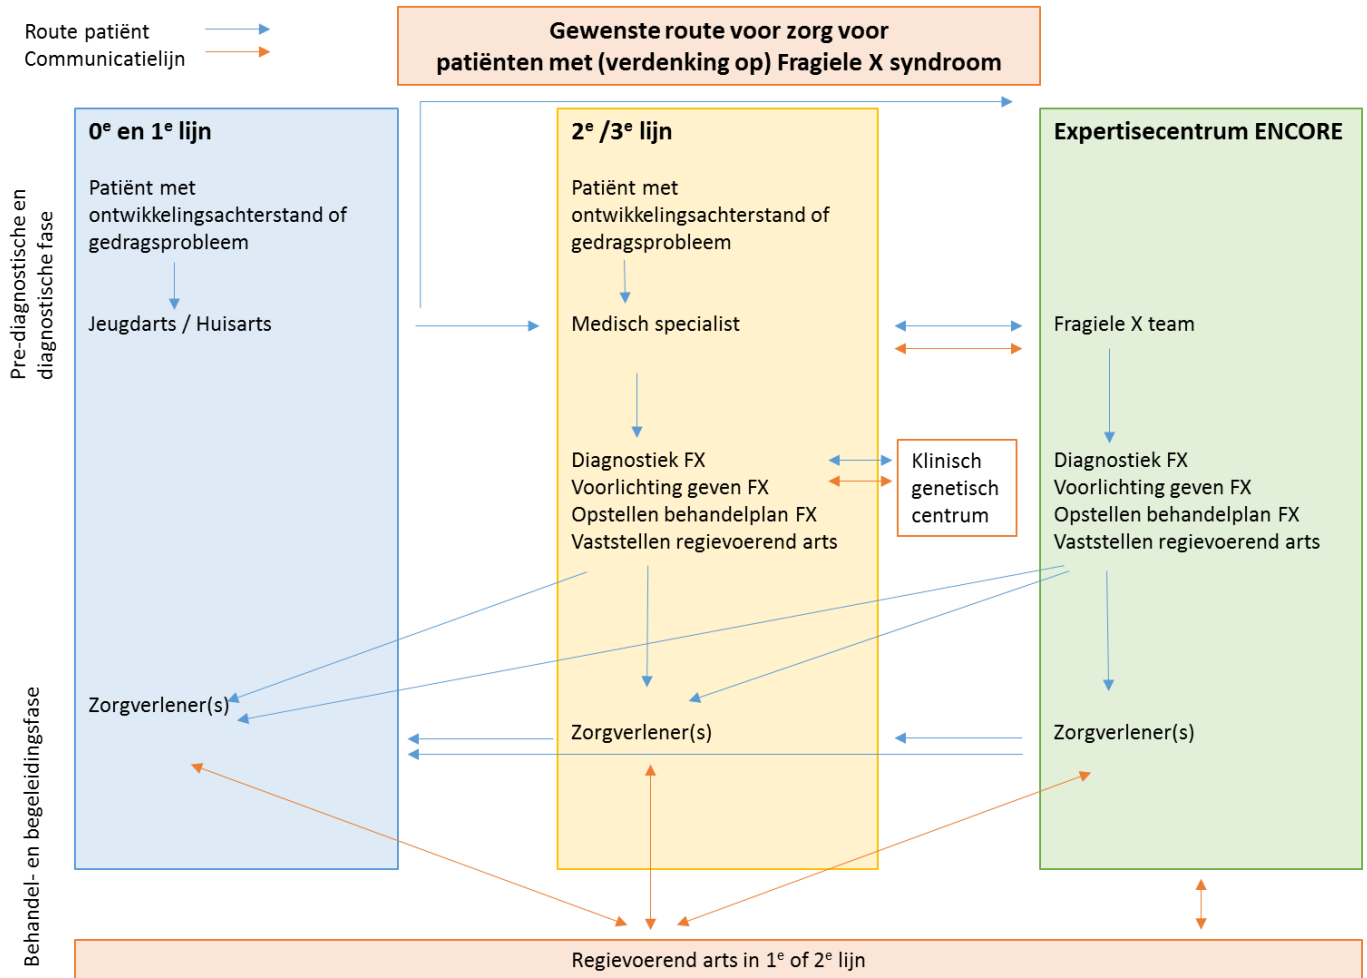 Route patiënt
Communicatielijn
Gewenste route voor zorg voor
patiënten met (verdenking op) Fragiele X syndroom
Pre-diagnostische en
diagnostische fase
Behandel- en begeleidingsfase
0e en 1e lijn
Patiënt met
ontwikkelingsachterstand of
gedragsprobleem
Jeugdarts / Huisarts
Zorgverlener(s)
2e /3e lijn
Patiënt met
ontwikkelingsachterstand of
gedragsprobleem
Medisch specialist
Diagnostiek FX
Voorlichting geven FX
Opstellen behandelplan FX
Vaststellen regievoerend arts
Zorgverlener(s)
Klinisch
genetisch
centrum
Expertisecentrum ENCORE
Fragiele X team
Diagnostiek FX
Voorlichting geven FX
Opstellen behandelplan FX
Vaststellen regievoerend arts
Zorgverlener(s)
Regievoerend arts in 1e of 2e lijn